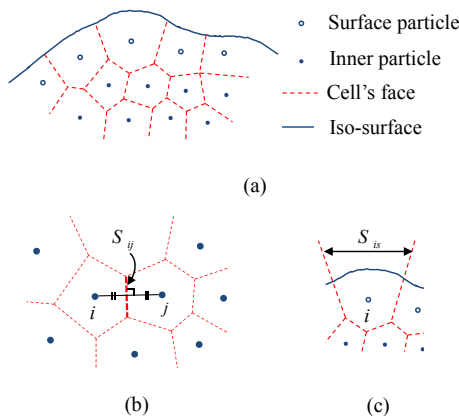 Surface particle
Inner particle
Cell's face
Iso-surface
(a)
S ij
i
j
(b)
S is
i
(c)